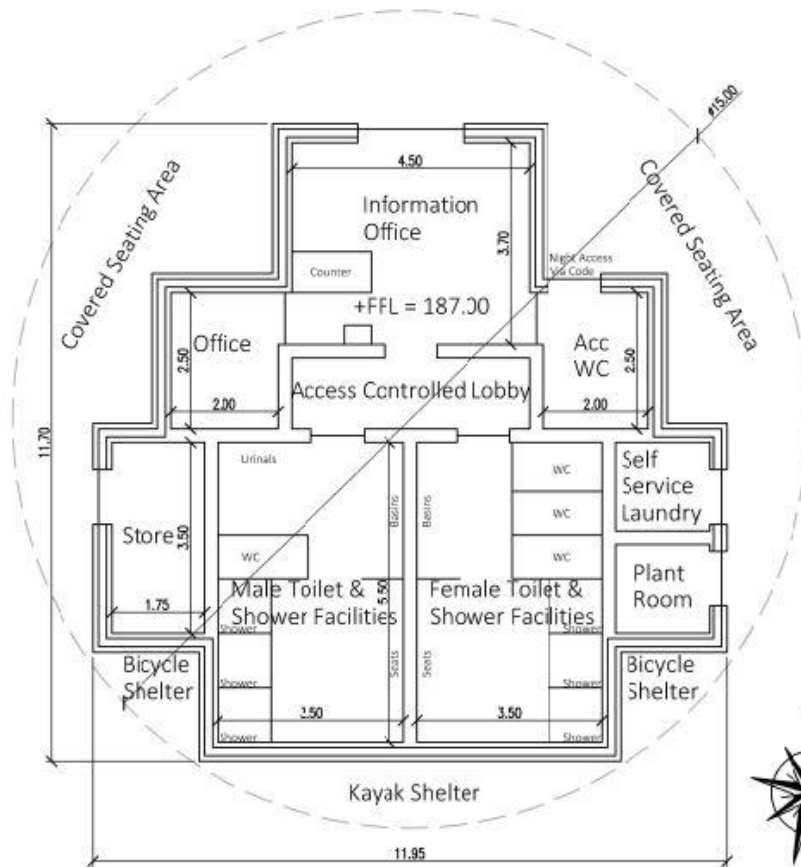 ø15.00
Covered Seating Area
Covered Seating Area
4.50
Information
Office
3.70
Counter
Night Access
Via Code
+FFL = 187.00
Office
2.50
2.00
Acc
WC
2.50
2.00
Access Controlled Lobby
11.70
Urinals
Basins
Basins
WC
WC
WC
WC
Self
Service
Laundry
Store
3.50
1.75
Male Toilet &
Shower Facilities
5.50
Female Toilet &
Shower Facilities
Plant
Room
Shower
Shower
Shower
Seats
Seats
Shower
Shower
Shower
3.50
Bicycle
Shelter
Bicycle
Shelter
Kayak Shelter
11.95